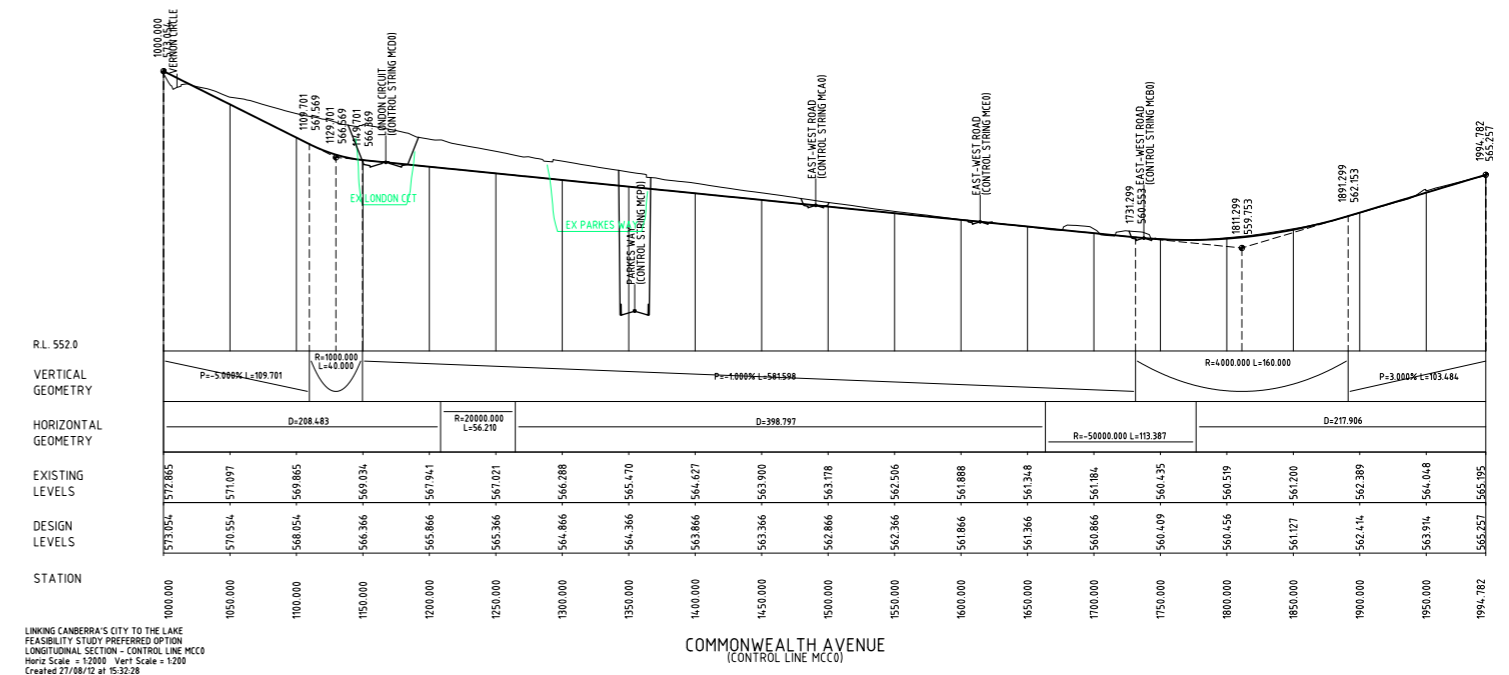 1000.000
573.054
VERNON CIRCLE
1109.701
567.569
1129.701
566.569
1149.701
566.369
LONDON CIRCUIT
(CONTROL STRING MCD0)
EX LONDON CCT
EX PARKES WAY
PARKES WAY
(CONTROL STRING MCP0)
EAST-WEST ROAD
(CONTROL STRING MCA0)
EAST-WEST ROAD
(CONTROL STRING MCE0)
1731.299
560.553
EAST-WEST ROAD
(CONTROL STRING MCB0)
1811.299
559.753
1891.299
562.153
1994.782
565.257
R.L. 552.0
VERTICAL
GEOMETRY
P=-5.000% L=109.701
R=1000.000
L=40.000
P=-1.000% L=581.598
R=4000.000 L=160.000
P=3.000% L=103.484
HORIZONTAL
GEOMETRY
D=208.483
R=20000.000
L=56.210
D=398.797
R=-50000.000 L=113.387
D=217.906
EXISTING
LEVELS
572.865
571.097
569.865
569.034
567.941
567.021
566.288
565.470
564.627
563.900
563.178
562.506
561.888
561.348
561.184
560.435
560.519
561.200
562.389
564.048
565.195
DESIGN
LEVELS
573.054
570.554
568.054
566.366
565.866
565.366
564.866
564.366
563.866
563.366
562.866
562.366
561.866
561.366
560.866
560.409
560.456
561.127
562.414
563.914
565.257
STATION
1000.000
1050.000
1100.000
1150.000
1200.000
1250.000
1300.000
1350.000
1400.000
1450.000
1500.000
1550.000
1600.000
1650.000
1700.000
1750.000
1800.000
1850.000
1900.000
1950.000
1994.782
LINKING CANBERRA'S CITY TO THE LAKE
FEASIBILITY STUDY PREFERRED OPTION
LONGITUDINAL SECTION - CONTROL LINE MCC0
Horiz Scale = 1:2000 Vert Scale = 1:200
Created 27/08/12 at 15:32:28
COMMONWEALTH AVENUE
(CONTROL LINE MCC0)